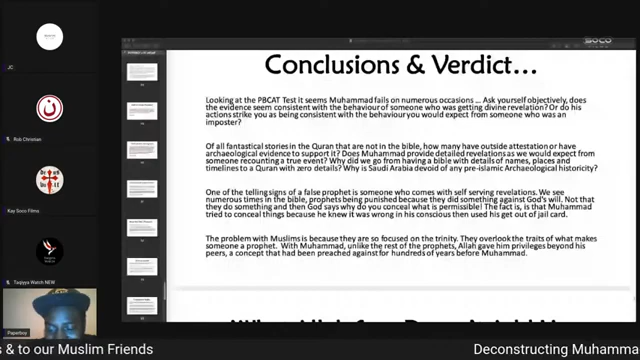 SOCO
Conclusions & Verdict...
Looking at the PBCAT Test it seems Muhammad fails on numerous occasions ... Ask yourself objectively, does
the evidence seem consistent with the behaviour of someone who was getting divine revelation? Or do his
actions strike you as being consistent with the behaviour you would expect from someone who was an
imposter?
Of all fantastical stories in the Quran that are not in the bible, how many have outside attestation or have
archaeological evidence to support it? Does Muhammad provide detailed revelations as we would expect from
someone recounting a true event? Why did we go from having a bible with details of names, places and
timelines to a Quran with zero details? Why is Saudi Arabia devoid of any pre-islamic Archaeological historicity?
One of the telling signs of a false prophet is someone who comes with self serving revelations. We see
numerous times in the bible, prophets being punished because they did something against God's will. Not that
they do something and then God says why do you conceal what is permissible! The fact is, is that Muhammad
tried to conceal things because he knew it was wrong in his conscious then used his get out of jail card.
The problem with Muslims is because they are so focused on the trinity. They overlook the traits of what makes
someone a prophet. With Muhammad, unlike the rest of the prophets, Allah gave him privileges beyond his
peers, a concept that had been preached against for hundreds of years before Muhammad.
JC
Rob Christian
Kay Soco Films
Taqiyya Watch NEW
Paperboy
s & to our Muslim Friends
Deconstructing Muhamma